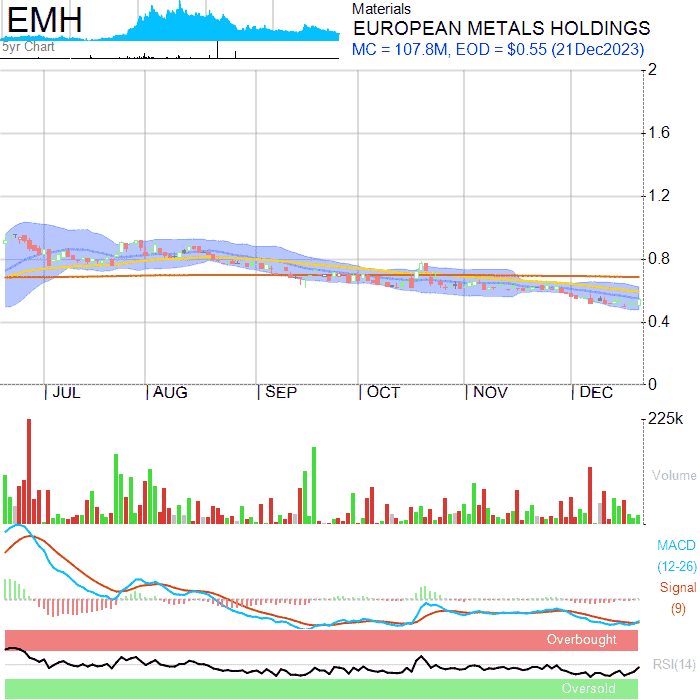 EMH
5yr Chart
Materials
EUROPEAN METALS HOLDINGS
MC = 107.8M, EOD = $0.55 (21Dec2023)
2
1.6
1.2
0.8
0.4
0
JUL AUG SEP OCT NOV DEC
225k
Volume
MACD
(12-26)
Signal
(9)
Overbought
RSI(14)
Oversold